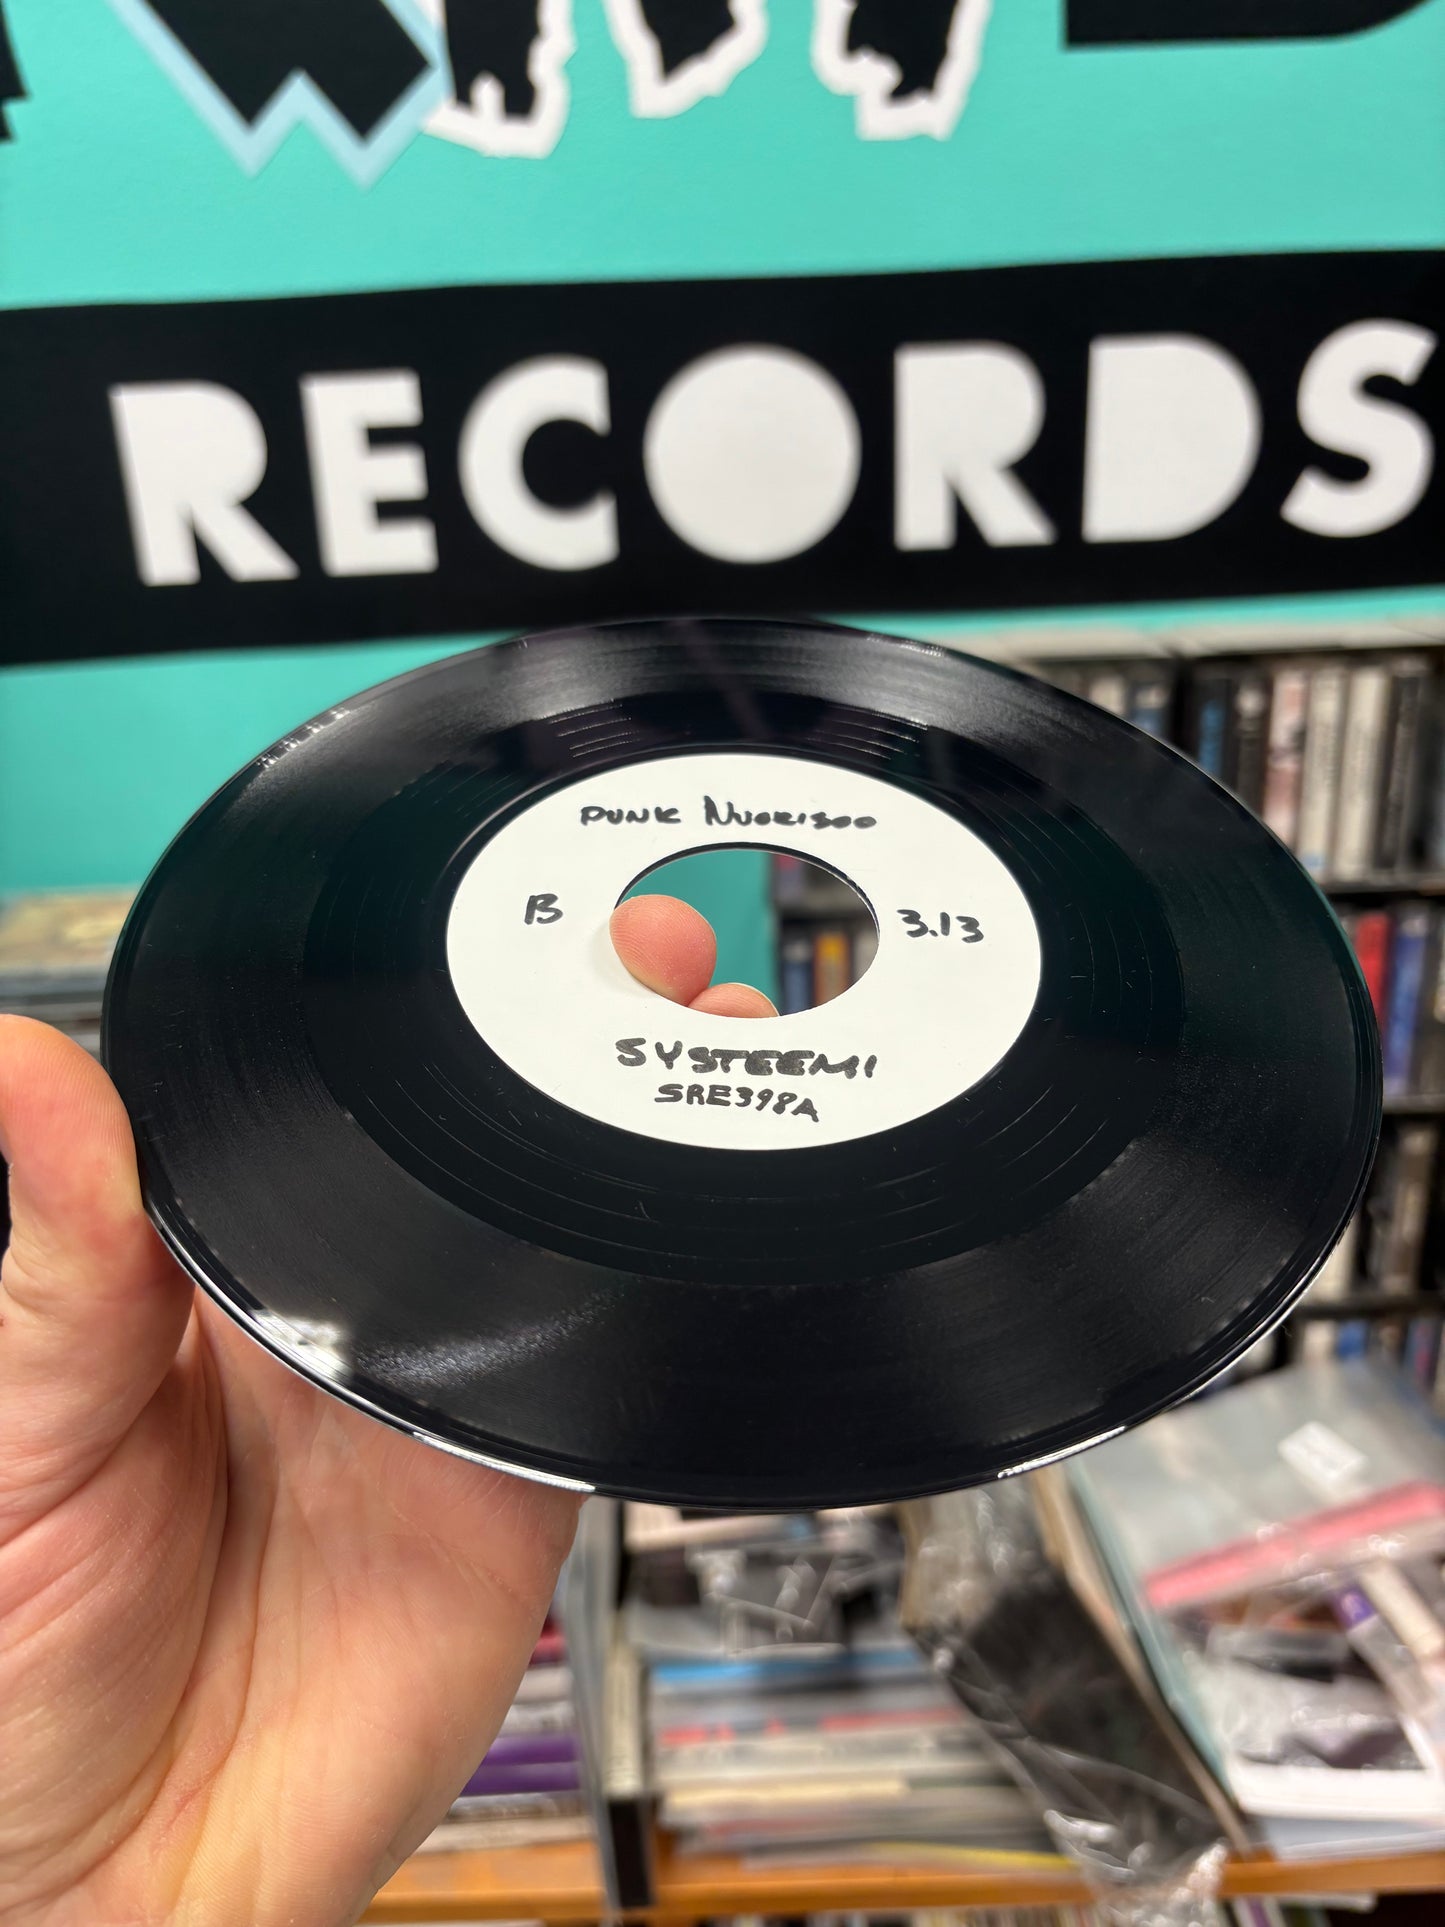 RECORDS
PUNK NUORISOO
B 3.13
SYSTEEMI
SRE398A